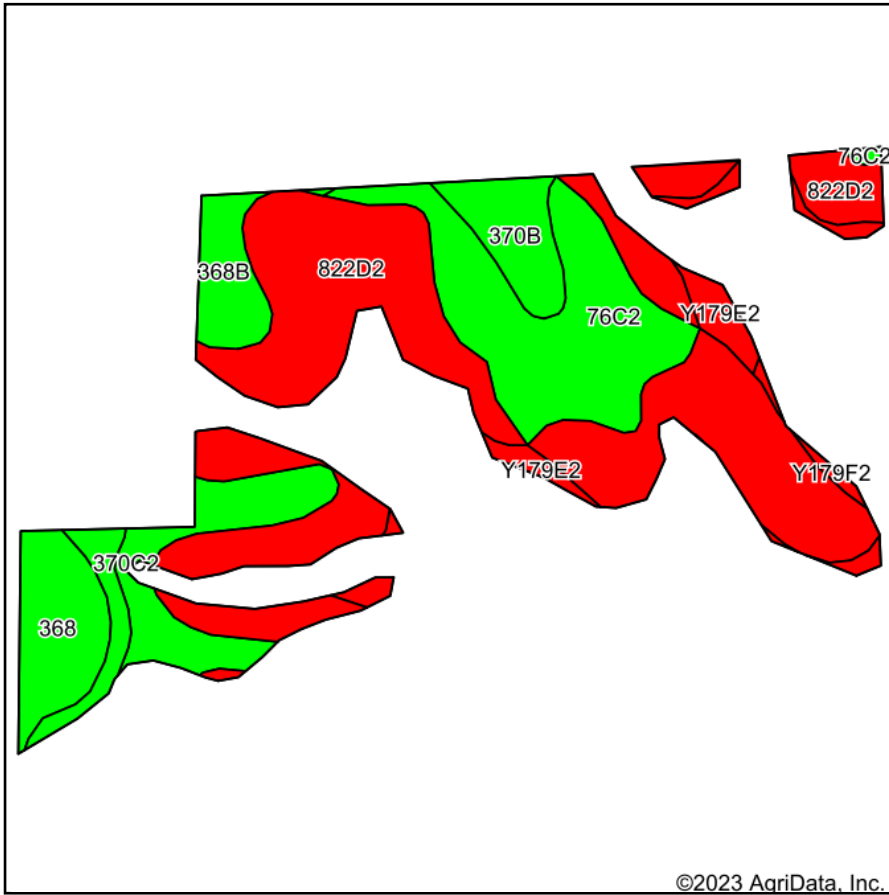 76C2
822D2
370B
368B
822D2
76C2
Y179E2
Y179E2
Y179F2
370C2
368
©2023 AgriData, Inc.